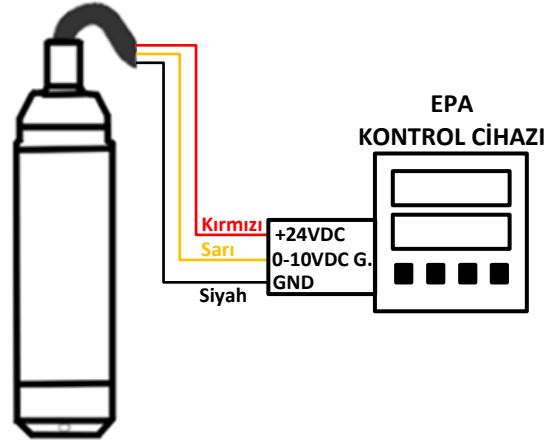 EPA
KONTROL CİHAZI
Kırmızı
+24VDC
Sarı
0-10VDC G.
GND
Siyah